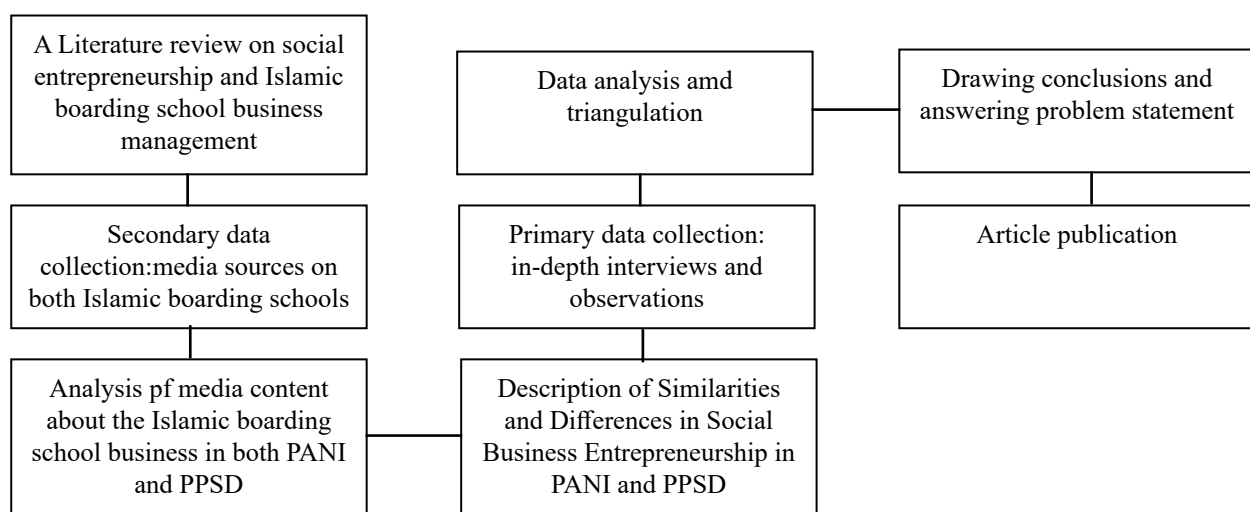 A Literature review on social
entrepreneurship and Islamic
boarding school business
management
Secondary data
collection:media sources on
both Islamic boarding schools
Analysis pf media content
about the Islamic boarding
school business in both PANI
and PPSD
Description of Similarities
and Differences in Social
Business Entrepreneurship in
PANI and PPSD
Primary data collection:
in-depth interviews and
observations
Data analysis amd
triangulation
Drawing conclusions and
answering problem statement
Article publication